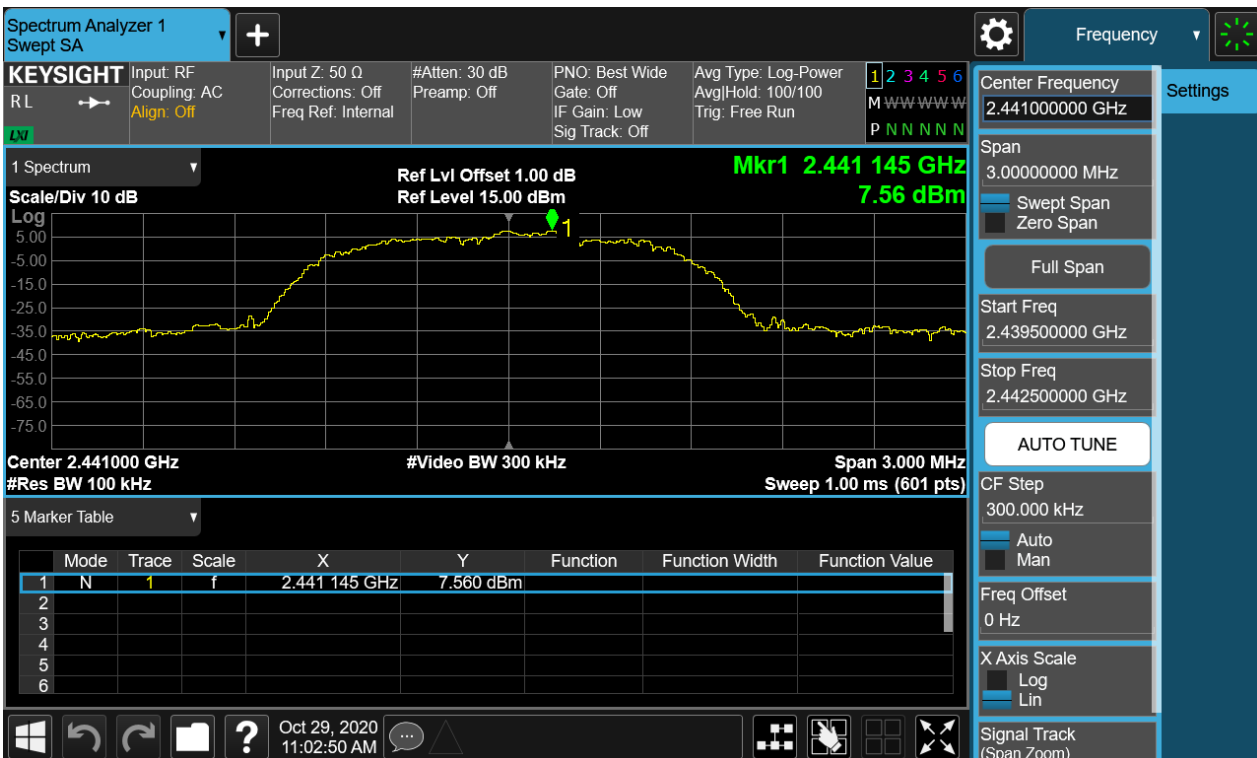 Spectrum Analyzer 1
Swept SA
+
Frequency
KEYSIGHT
R L
LXI
Input: RF
Coupling: AC
Align: Off
Input Z: 50 Ω
Corrections: Off
Freq Ref: Internal
#Atten: 30 dB
Preamp: Off
PNO: Best Wide
Gate: Off
IF Gain: Low
Sig Track: Off
Avg Type: Log-Power
Avg|Hold: 100/100
Trig: Free Run
1 2 3 4 5 6
M W W W W W
P N N N N N
1 Spectrum
Scale/Div 10 dB
Ref Lvl Offset 1.00 dB
Ref Level 15.00 dBm
Mkr1 2.441 145 GHz
7.56 dBm
Log
1
5.00
-5.00
-15.0
-25.0
-35.0
-45.0
-55.0
-65.0
-75.0
Center 2.441000 GHz
#Video BW 300 kHz
Span 3.000 MHz
#Res BW 100 kHz
Sweep 1.00 ms (601 pts)
5 Marker Table
Mode Trace Scale X Y Function Function Width Function Value
1 N 1 f 2.441 145 GHz 7.560 dBm
2
3
4
5
6
?
Oct 29, 2020
11:02:50 AM
Center Frequency
2.441000000 GHz
Span
3.00000000 MHz
Swept Span
Zero Span
Full Span
Start Freq
2.439500000 GHz
Stop Freq
2.442500000 GHz
AUTO TUNE
CF Step
300.000 kHz
Auto
Man
Freq Offset
0 Hz
X Axis Scale
Log
Lin
Signal Track
(Span Zoom)
Settings